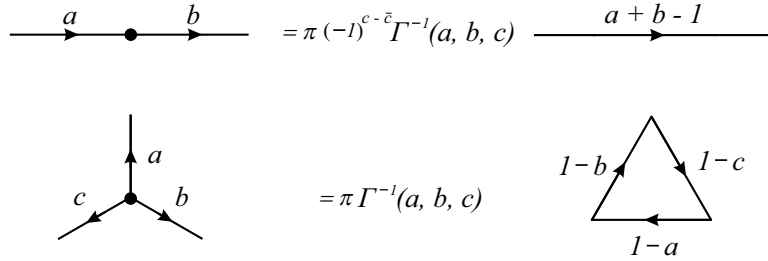 a b = π (−1)^{c - c̄} Γ^{−1}(a, b, c) a + b - 1
a
c b = π Γ^{−1}(a, b, c) 1−b 1−c
1−a